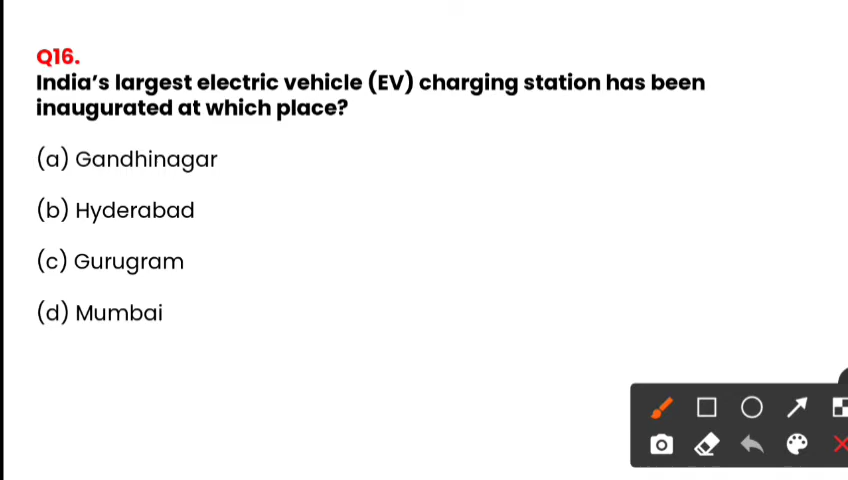 Q16.
India's largest electric vehicle (EV) charging station has been
inaugurated at which place?
(a) Gandhinagar
(b) Hyderabad
(c) Gurugram
(d) Mumbai